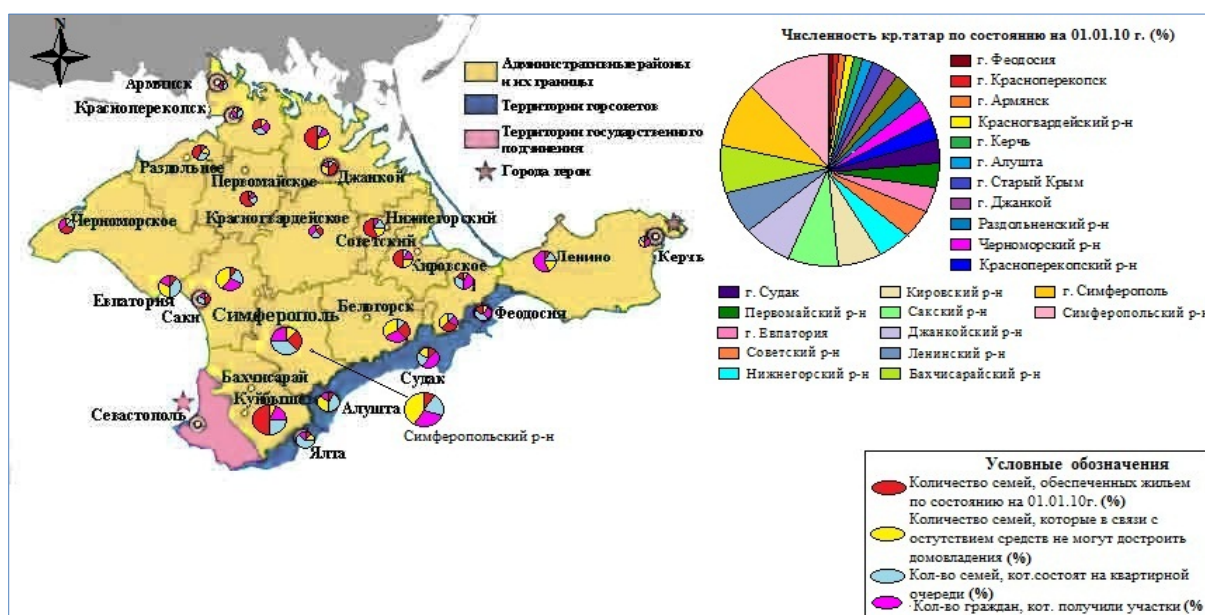 N
Армянск
Красноперекопск
Раздольное
Первомайское
Джанкой
Черноморское
Красногвардейское
Нижнегорский
Советский
Кировское
Ленино
Керчь
Евпатория
Саки
Симферополь
Белогорск
Феодосия
Судак
Бахчисарай
Севастополь
Алушта
Симферопольский р-н
Ялта
Административные районы
и их границы
Территории горсоветов
Территории государственного
подчинения
Города герои
Численность кр.татар по состоянию на 01.01.10 г. (%)
г. Феодосия
г. Красноперекопск
г. Армянск
Красногвардейский р-н
г. Керчь
г. Алушта
г. Старый Крым
г. Джанкой
Раздольненский р-н
Черноморский р-н
Красноперекопский р-н
г. Судак
Первомайский р-н
г. Евпатория
Советский р-н
Нижнегорский р-н
Кировский р-н
Сакский р-н
Джанкойский р-н
Ленинский р-н
Бахчисарайский р-н
г. Симферополь
Симферопольский р-н
Условные обозначения
Количество семей, обеспеченных жильем
по состоянию на 01.01.10г. (%)
Количество семей, которые в связи с
остутствием средств не могут достроить
домовладения (%)
Кол-во семей, кот.состоят на квартирной
очереди (%)
Кол-во граждан, кот. получили участки (%